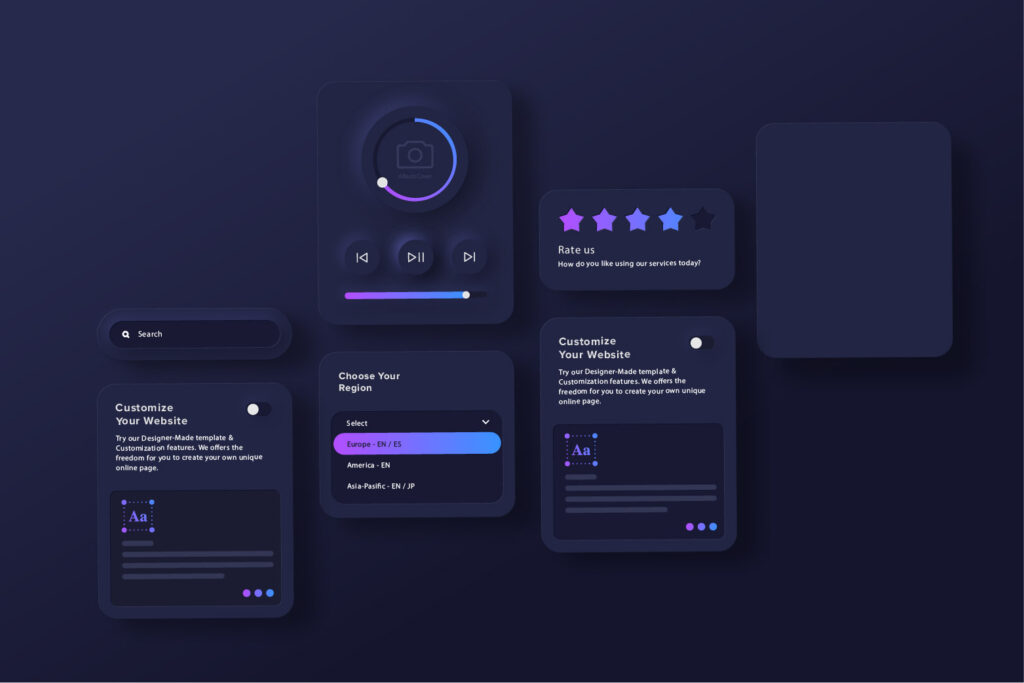 Album Cover
Rate us
How do you like using our services today?
Search
Customize
Your Website
Try our Designer-Made template &
Customization features. We offers the
freedom for you to create your own unique
online page.
Aa
Choose Your
Region
Select
Europe - EN / ES
America - EN
Asia-Pasific - EN / JP
Customize
Your Website
Try our Designer-Made template &
Customization features. We offers the
freedom for you to create your own unique
online page.
Aa